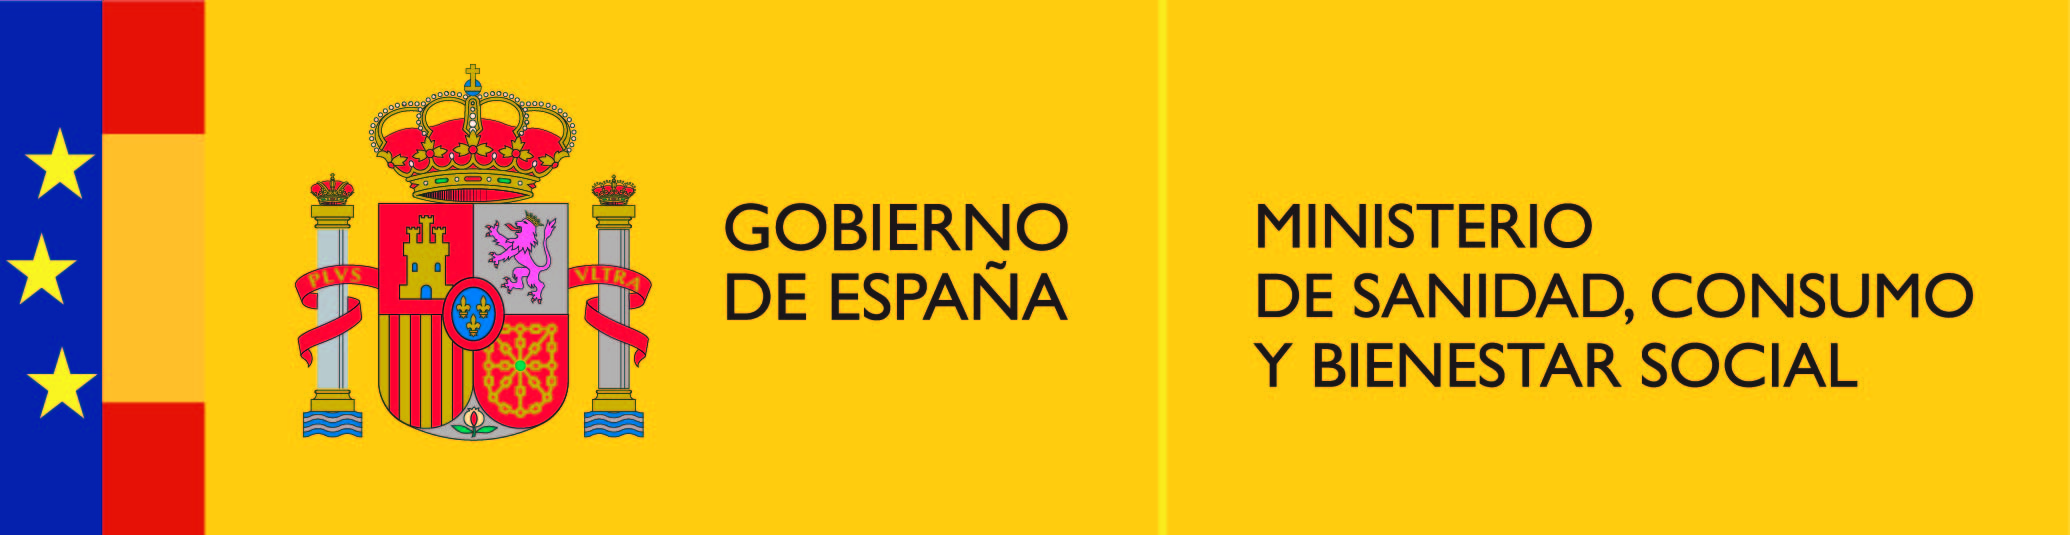 PLVS VLTRA
GOBIERNO
DE ESPAÑA
MINISTERIO
DE SANIDAD, CONSUMO
Y BIENESTAR SOCIAL